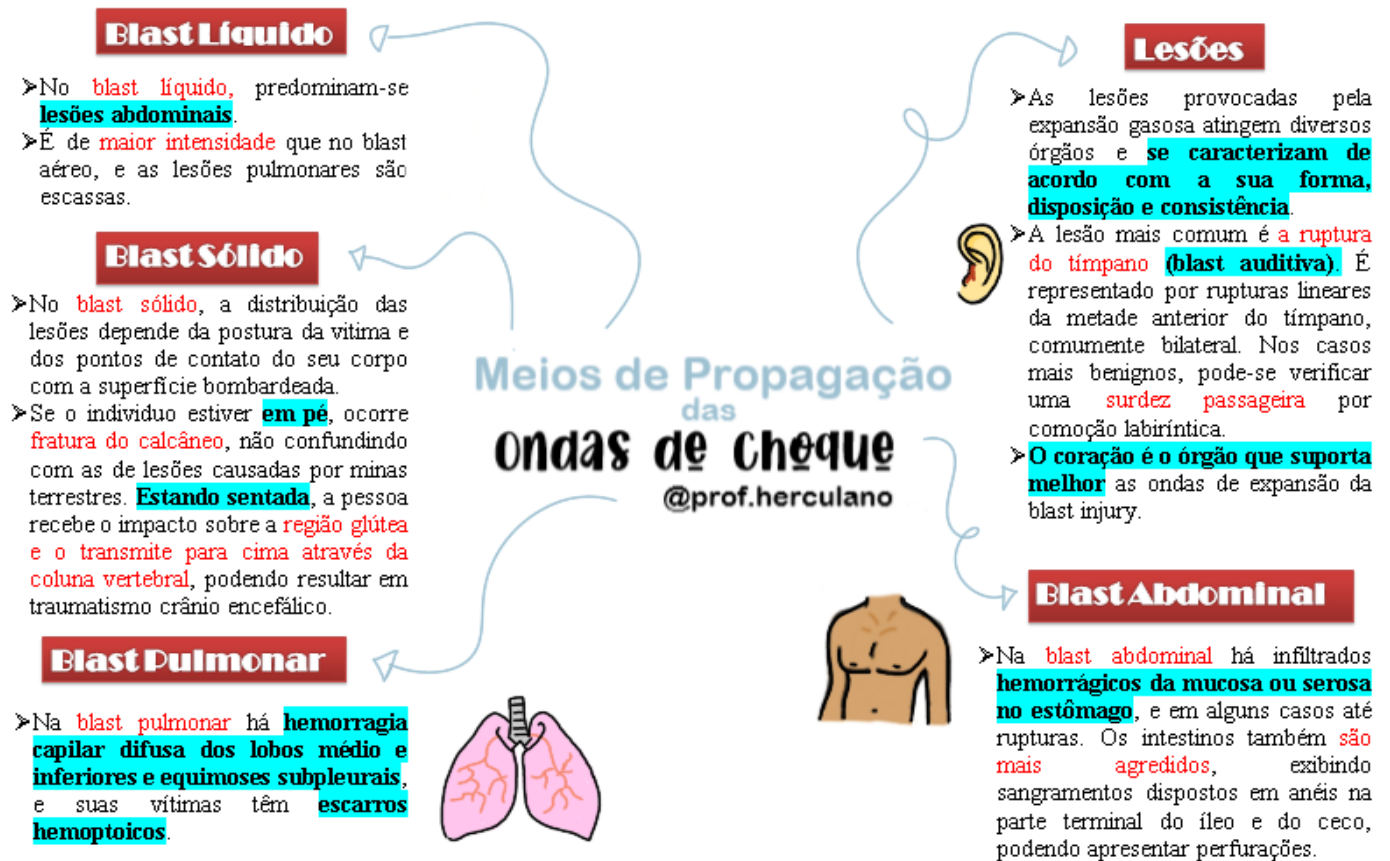 Blast Líquido
➢No blast líquido, predominam-se
lesões abdominais.
➢É de maior intensidade que no blast
aéreo, e as lesões pulmonares são
escassas.
Blast Sólido
➢No blast sólido, a distribuição das
lesões depende da postura da vitima e
dos pontos de contato do seu corpo
com a superfície bombardeada.
➢Se o individuo estiver em pé, ocorre
fratura do calcâneo, não confundindo
com as de lesões causadas por minas
terrestres. Estando sentada, a pessoa
recebe o impacto sobre a região glútea
e o transmite para cima através da
coluna vertebral, podendo resultar em
traumatismo crânio encefálico.
Blast Pulmonar
➢Na blast pulmonar há hemorragia
capilar difusa dos lobos médio e
inferiores e equimoses subpleurais,
e suas vítimas têm escarros
hemoptoicos.
Meios de Propagação
das
Ondas de Choque
@prof.herculano
Lesões
➢As lesões provocadas pela
expansão gasosa atingem diversos
órgãos e se caracterizam de
acordo com a sua forma,
disposição e consistência.
➢A lesão mais comum é a ruptura
do tímpano (blast auditiva). É
representado por rupturas lineares
da metade anterior do tímpano,
comumente bilateral. Nos casos
mais benignos, pode-se verificar
uma surdez passageira por
comoção labiríntica.
➢O coração é o órgão que suporta
melhor as ondas de expansão da
blast injury.
Blast Abdominal
➢Na blast abdominal há infiltrados
hemorrágicos da mucosa ou serosa
no estômago, e em alguns casos até
rupturas. Os intestinos também são
mais agredidos, exibindo
sangramentos dispostos em anéis na
parte terminal do íleo e do ceco,
podendo apresentar perfurações.